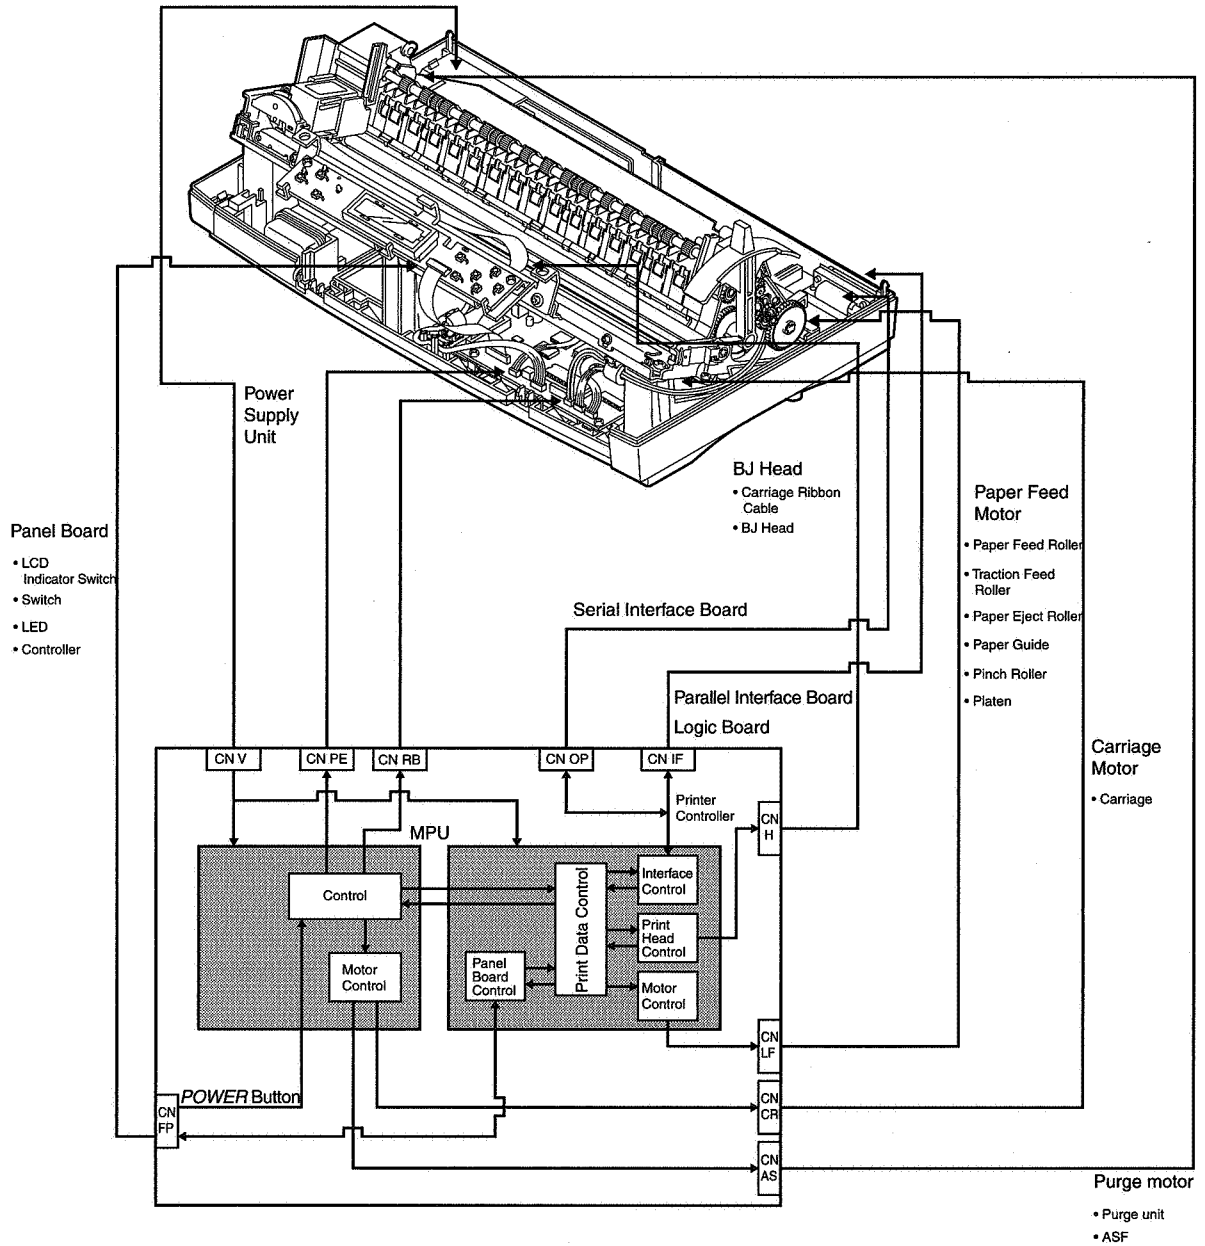 Power
Supply
Unit
BJ Head
• Carriage Ribbon
Cable
• BJ Head
Paper Feed
Motor
• Paper Feed Roller
• Traction Feed
Roller
• Paper Eject Roller
• Paper Guide
• Pinch Roller
• Platen
Panel Board
• LCD
Indicator Switch
• Switch
• LED
• Controller
Serial Interface Board
Parallel Interface Board
Logic Board
Carriage
Motor
• Carriage
CN V
CN PE
CN RB
CN OP
CN IF
Printer
Controller
CN
H
MPU
Control
Motor
Control
Print Data Control
Interface
Control
Print
Head
Control
Panel
Board
Control
Motor
Control
CN
LF
POWER Button
CN
FP
CN
CR
CN
AS
Purge motor
• Purge unit
• ASF